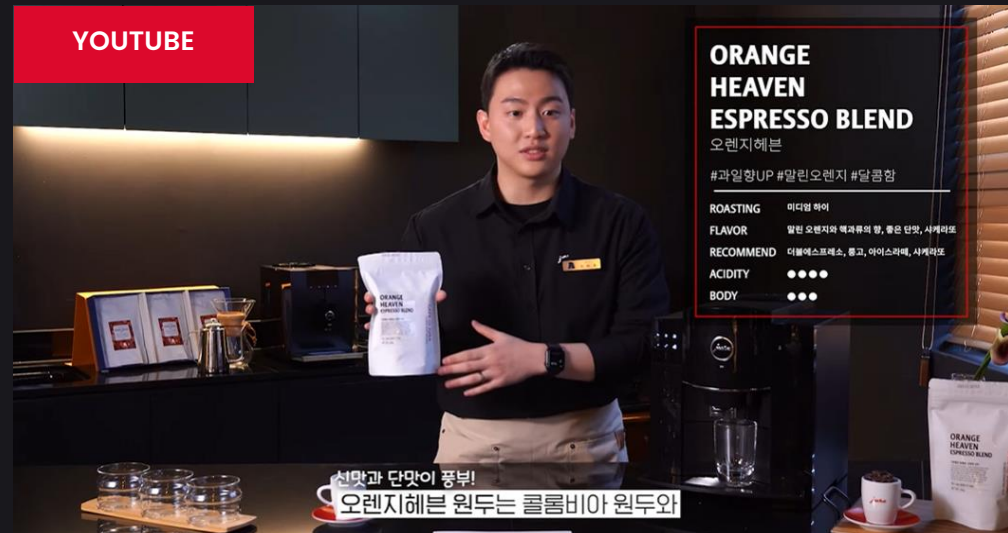 YOUTUBE
ORANGE
HEAVEN
ESPRESSO BLEND
오렌지헤븐
#과일향UP #말린오렌지 #달콤함
ROASTING 미디엄 하이
FLAVOR 말린 오렌지와 핵과류의 향, 좋은 단맛, 샤케라또
RECOMMEND 더블에스프레소, 룽고, 아이스라떼, 샤케라또
ACIDITY
BODY
ORANGE
HEAVEN
ESPRESSO BLEND
jura
ORANGE
HEAVEN
ESPRESSO BLEND
jura
신맛과 단맛이 풍부!
오렌지헤븐 원두는 콜롬비아 원두와